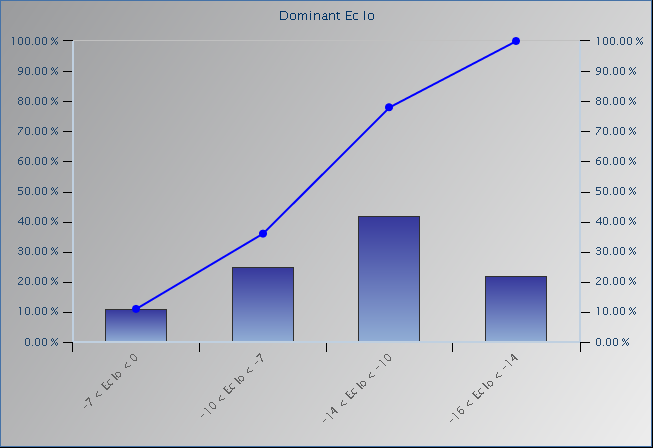 Dominant Ec Io
100.00 % 100.00 %
90.00 % 90.00 %
80.00 % 80.00 %
70.00 % 70.00 %
60.00 % 60.00 %
50.00 % 50.00 %
40.00 % 40.00 %
30.00 % 30.00 %
20.00 % 20.00 %
10.00 % 10.00 %
0.00 % 0.00 %
-7 < Ec Io < 0
-10 < Ec Io < -7
-14 < Ec Io < -10
-16 < Ec Io < -14